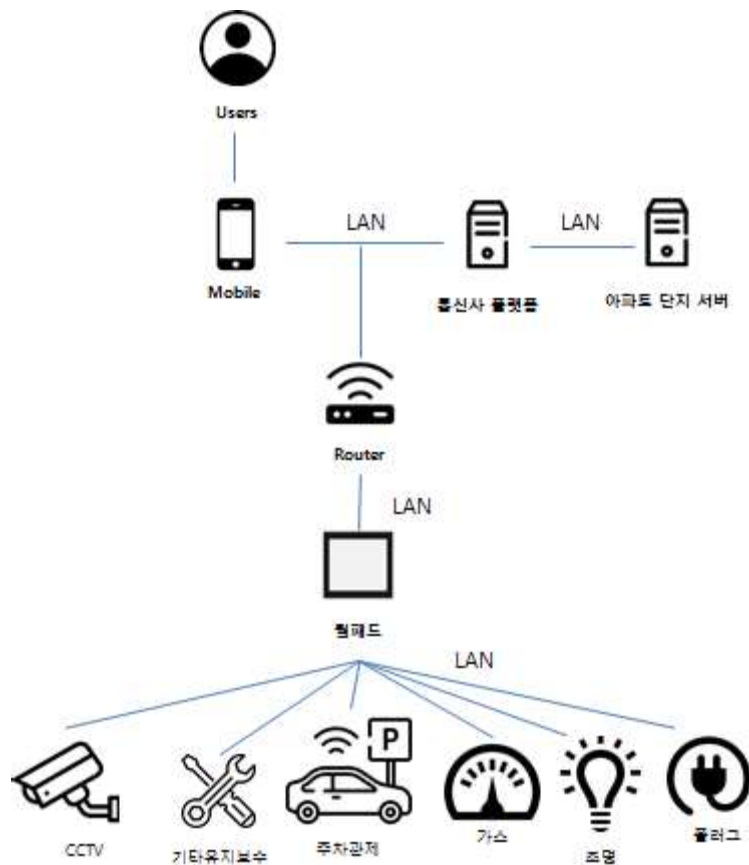 Users
LAN
LAN
Mobile
통신사 플랫폼
아파트 단지 서버
Router
LAN
월패드
LAN
P
CCTV
기타유지보수
주차관제
가스
조명
플러그